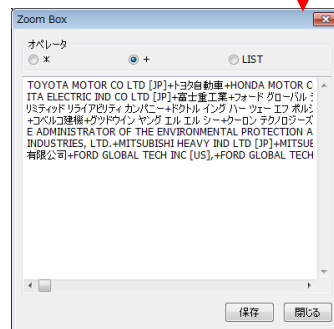 Zoom Box
オペレータ
* + LIST
TOYOTA MOTOR CO LTD [JP]+トヨタ自動車+HONDA MOTOR C
ITA ELECTRIC IND CO LTD [JP]+富士重工業+フォード グローバル
リミティッド リライアビリティ カンパニー+ドクトル イング ハー ツェー エフ ポルシ
+コベルコ建機+グッドウイン ヤング エル エル シー+クーロン テクノロジーズ
E ADMINISTRATOR OF THE ENVIRONMENTAL PROTECTION A
INDUSTRIES, LTD.+MITSUBISHI HEAVY IND LTD [JP]+MITSUE
有限公司+FORD GLOBAL TECH INC [US],+FORD GLOBAL TECH
保存 閉じる